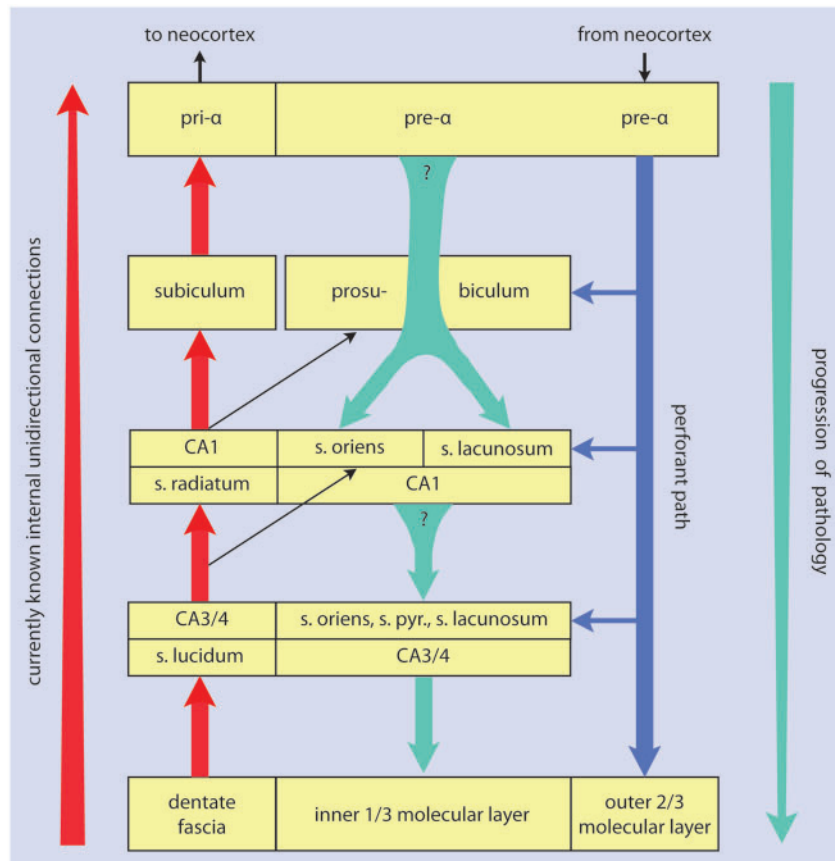 to neocortex
from neocortex
pri-α
pre-α
pre-α
?
subiculum
prosu-
biculum
CA1
s. oriens
s. lacunosum
s. radiatum
CA1
?
CA3/4
s. oriens, s. pyr., s. lacunosum
s. lucidum
CA3/4
dentate
fascia
inner 1/3 molecular layer
outer 2/3
molecular layer
currently known internal unidirectional connections
perforant path
progression of pathology